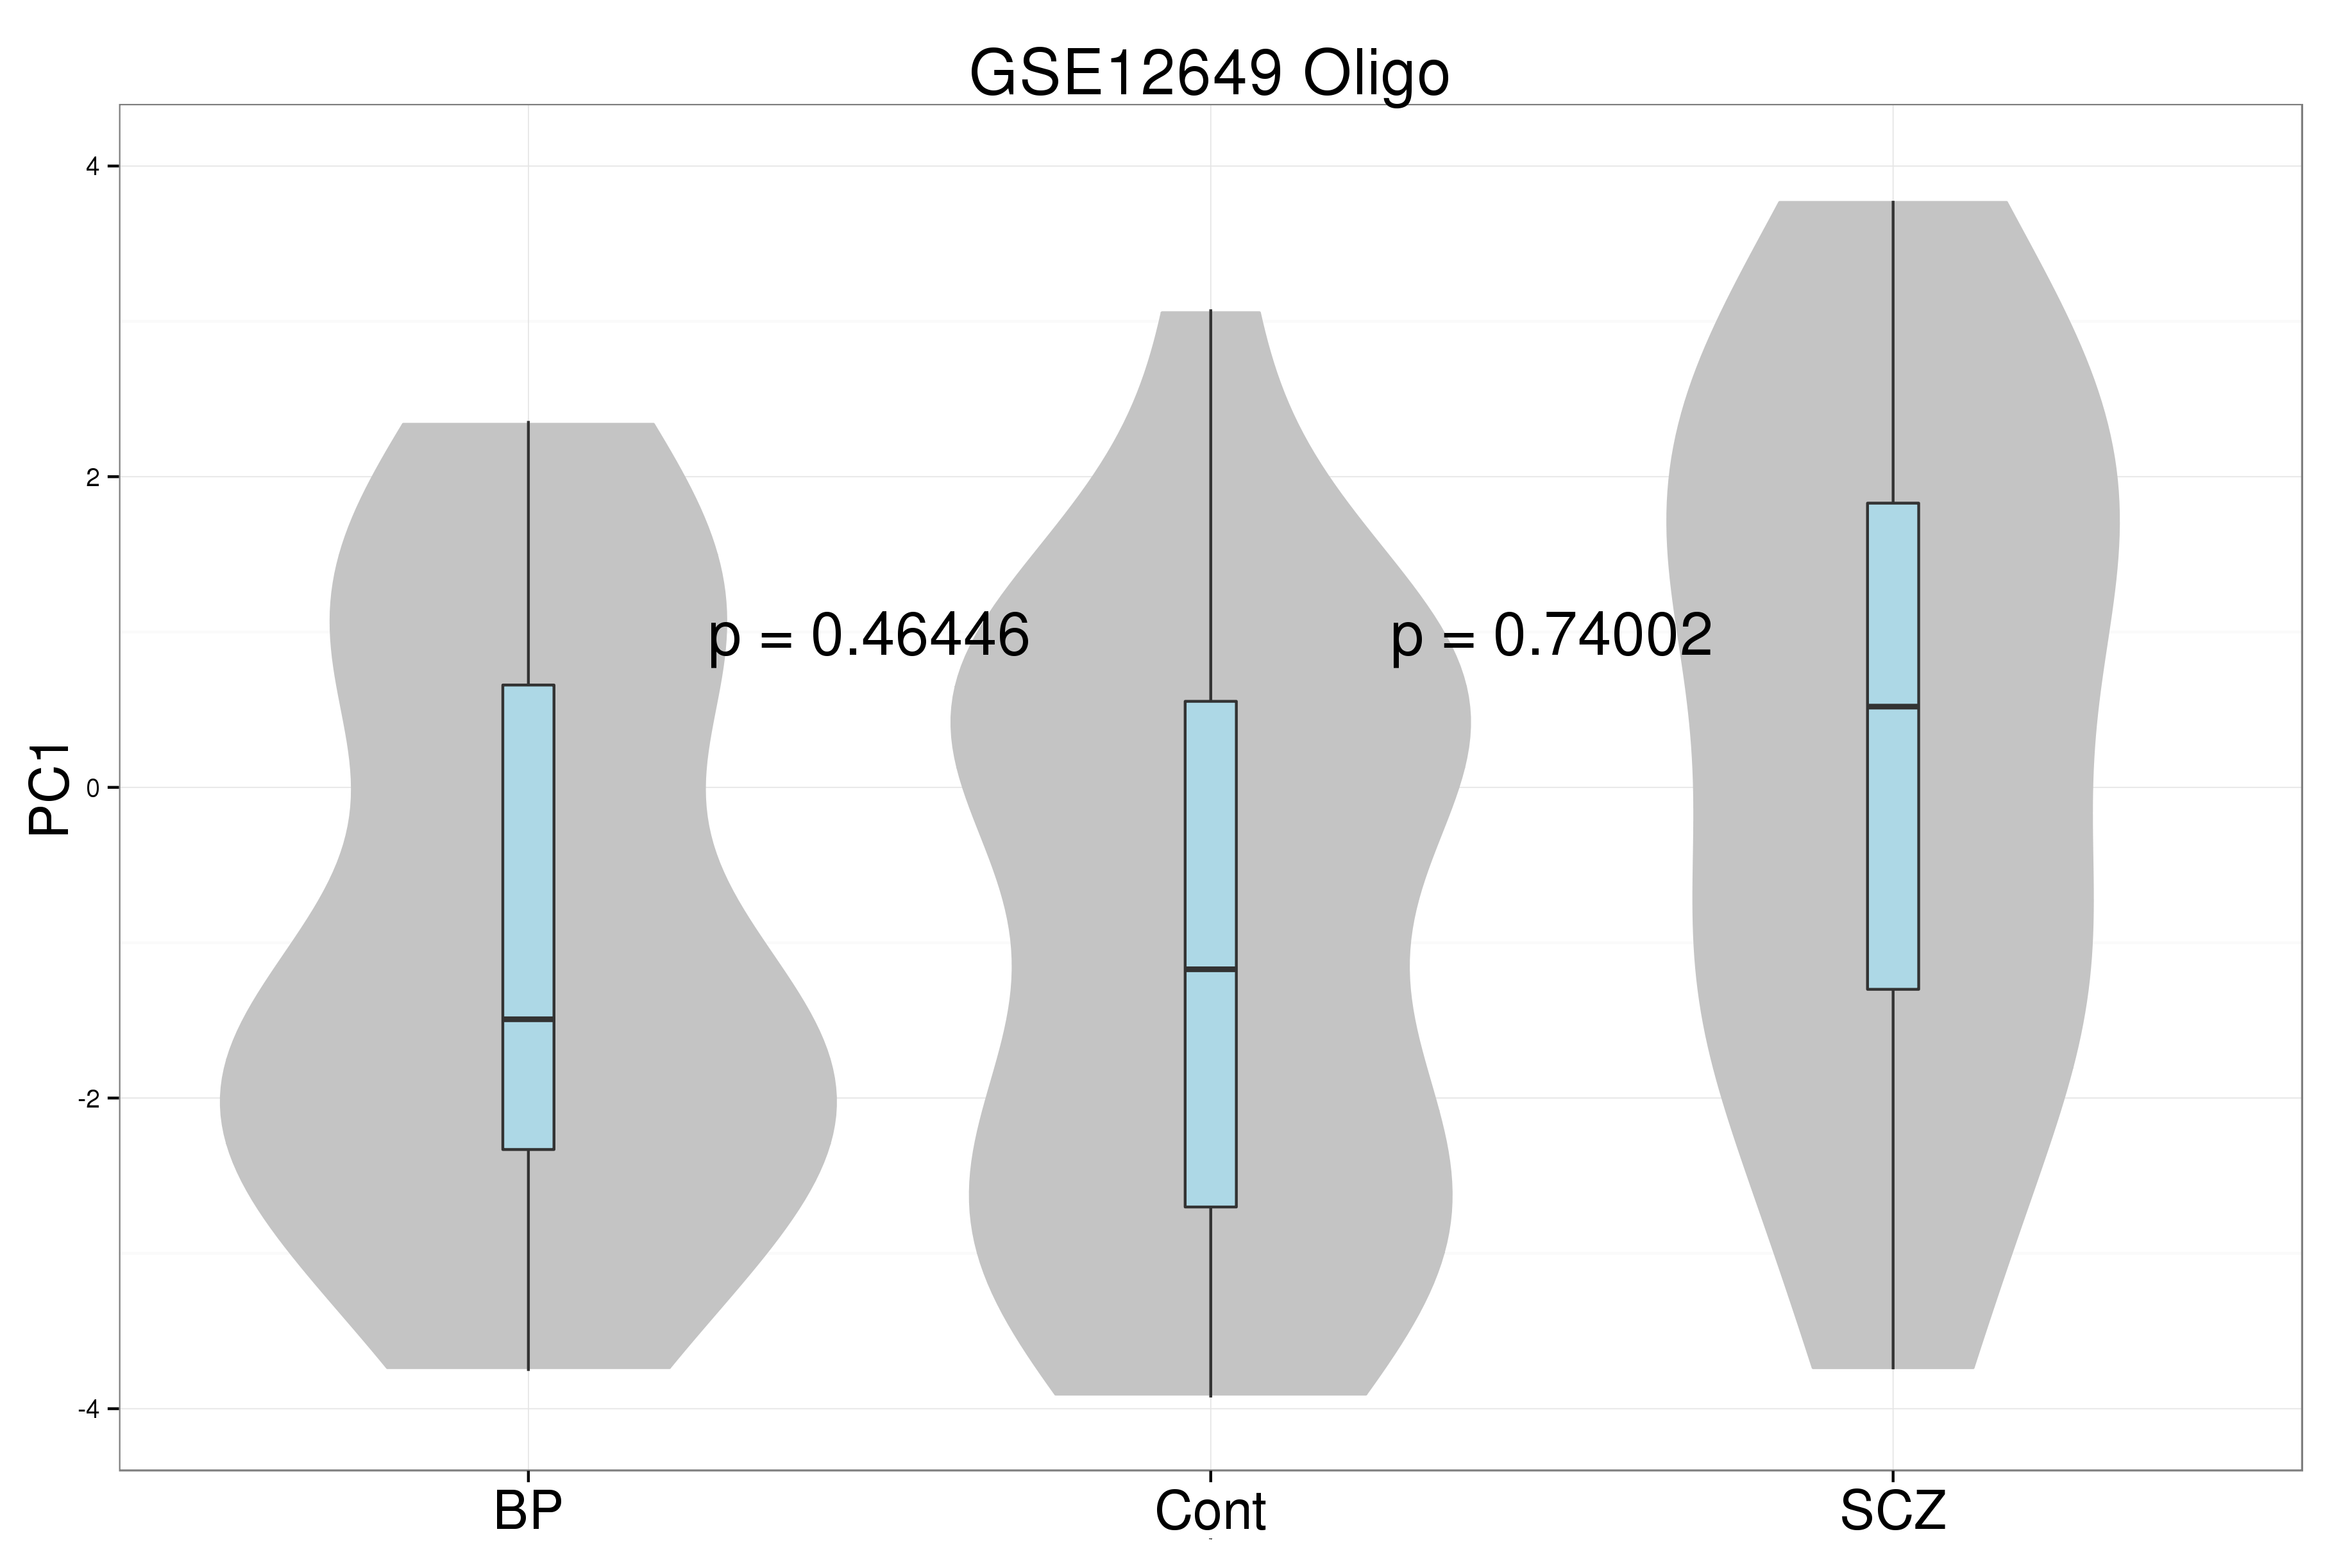 GSE12649 Oligo
PC1
4
2
0
-2
-4
p = 0.46446
p = 0.74002
BP
Cont
SCZ